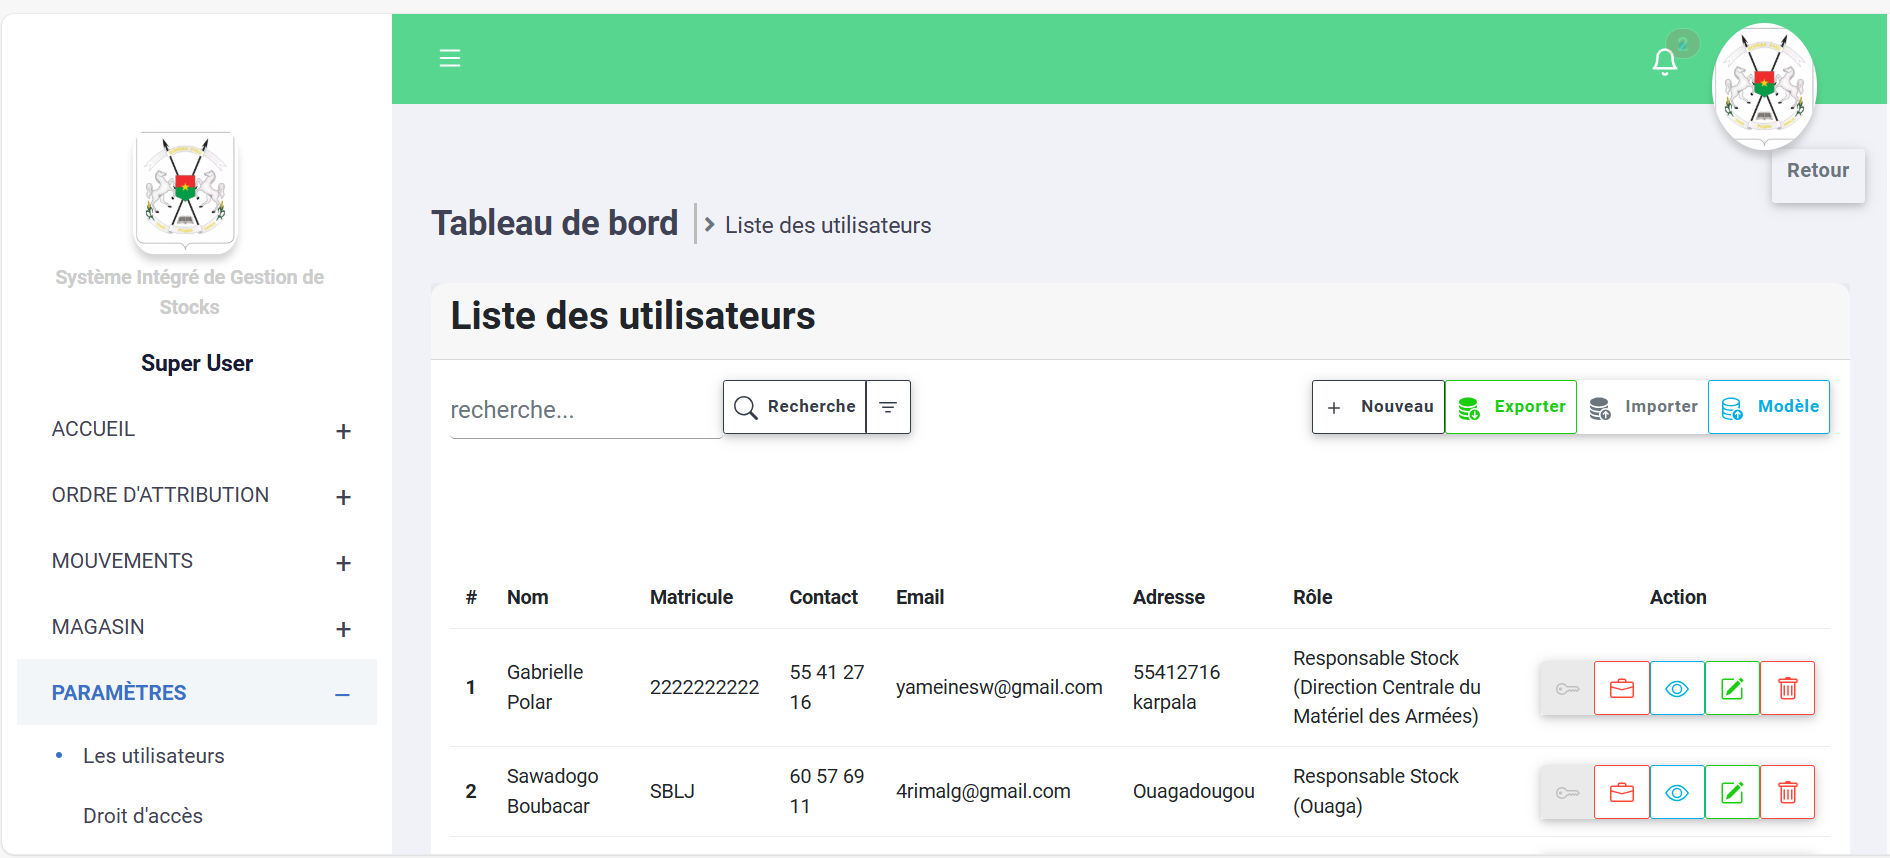 2
Retour
Système Intégré de Gestion de
Stocks
Super User
ACCUEIL
ORDRE D'ATTRIBUTION
MOUVEMENTS
MAGASIN
PARAMÈTRES
Les utilisateurs
Droit d'accès
Tableau de bord
Liste des utilisateurs
Liste des utilisateurs
recherche...
Recherche
Nouveau
Exporter
Importer
Modèle
# Nom Matricule Contact Email Adresse Rôle Action
1
Gabrielle
Polar
2222222222
55 41 27
16
yameinesw@gmail.com
55412716
karpala
Responsable Stock
(Direction Centrale du
Matériel des Armées)
2
Sawadogo
Boubacar
SBLJ
60 57 69
11
4rimalg@gmail.com
Ouagadougou
Responsable Stock
(Ouaga)